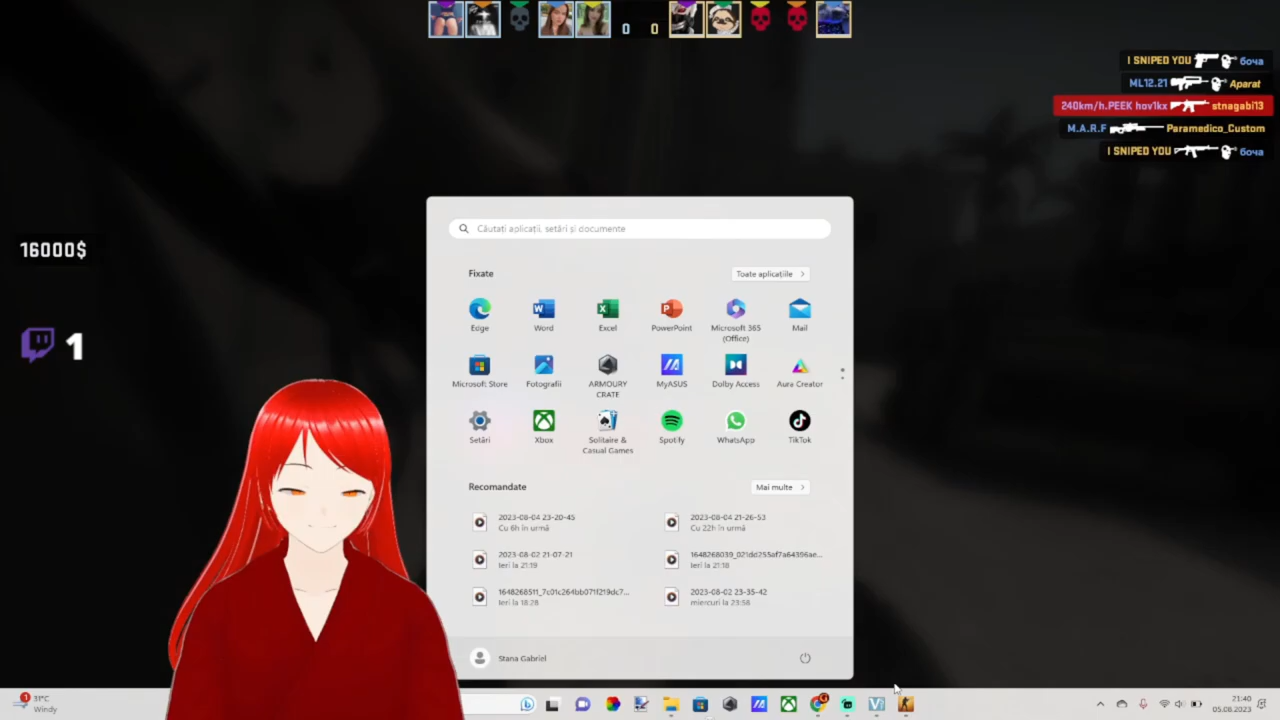 0 0
I SNIPED YOU боча
ML12.21 Aparat
240km/h.PEEK hov1kx stnagabi13
M.A.R.F Paramedico_Custom
I SNIPED YOU боча
16000$
1
Căutați aplicații, setări și documente
Fixate
Toate aplicațiile
Edge Word Excel PowerPoint Microsoft 365 (Office) Mail
Microsoft Store Fotografii ARMOURY CRATE MyASUS Dolby Access Aura Creator
Setări Xbox Solitaire & Casual Games Spotify WhatsApp TikTok
Recomandate
Mai multe
2023-08-04 23-20-45
Cu 6h în urmă
2023-08-04 21-26-53
Cu 22h în urmă
2023-08-02 21-07-21
Ieri la 21:19
1648268039_021dd255af7a64396ae...
Ieri la 21:18
1648268511_7c01c264bb071f219dc7...
Ieri la 18:28
2023-08-02 23-35-42
miercuri la 23:58
Stana Gabriel
1
31°C
Windy
21:40
05.08.2023